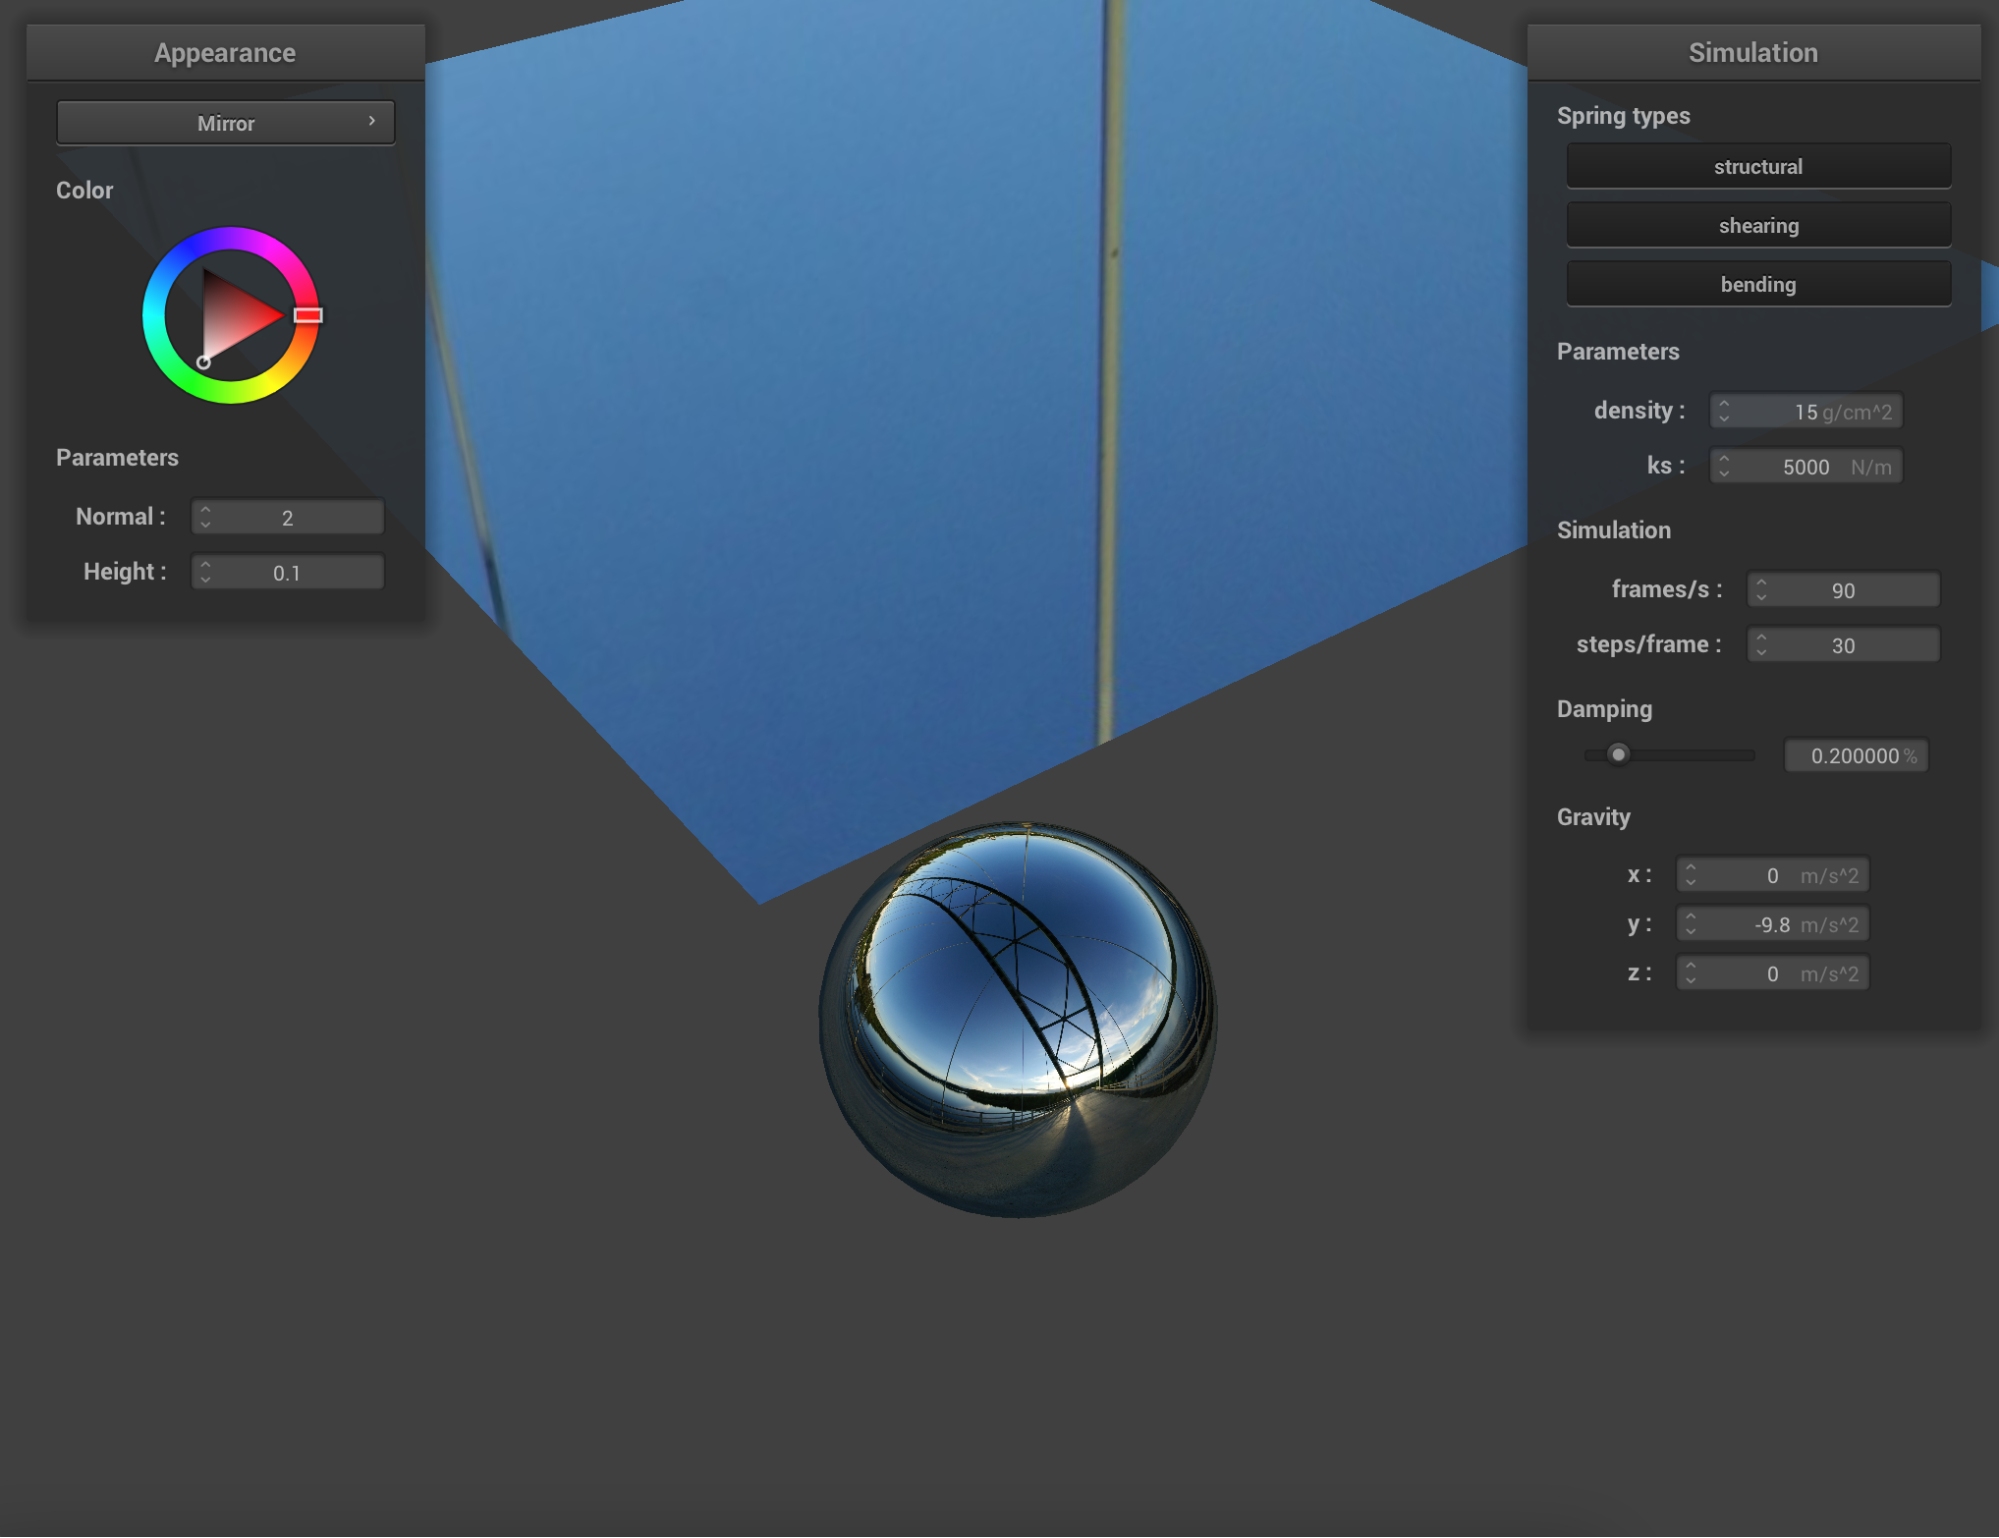 Appearance
Mirror
Color
Parameters
Normal : 2
Height : 0.1
Simulation
Spring types
structural
shearing
bending
Parameters
density : 15 g/cm^2
ks : 5000 N/m
Simulation
frames/s : 90
steps/frame : 30
Damping
0.200000 %
Gravity
x : 0 m/s^2
y : -9.8 m/s^2
z : 0 m/s^2